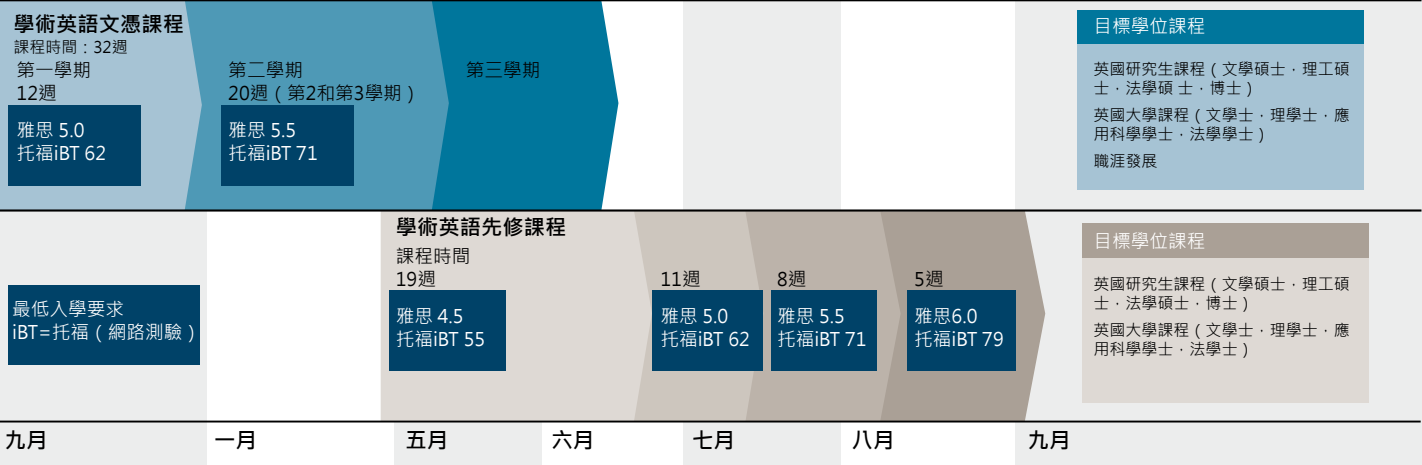 學術英語文憑課程
課程時間：32週
第一學期
12週
雅思 5.0
托福iBT 62
第二學期
20週（第2和第3學期）
雅思 5.5
托福iBT 71
第三學期
目標學位課程
英國研究生課程（文學碩士．理工碩
士．法學碩 士．博士）
英國大學課程（文學士．理學士．應
用科學學士．法學學士）
職涯發展
最低入學要求
iBT=托福（網路測驗）
學術英語先修課程
課程時間
19週
雅思 4.5
托福iBT 55
11週
雅思 5.0
托福iBT 62
8週
雅思 5.5
托福iBT 71
5週
雅思6.0
托福iBT 79
目標學位課程
英國研究生課程（文學碩士．理工碩
士．法學碩士．博士）
英國大學課程（文學士．理學士．應
用科學學士．法學士）
九月
一月
五月
六月
七月
八月
九月